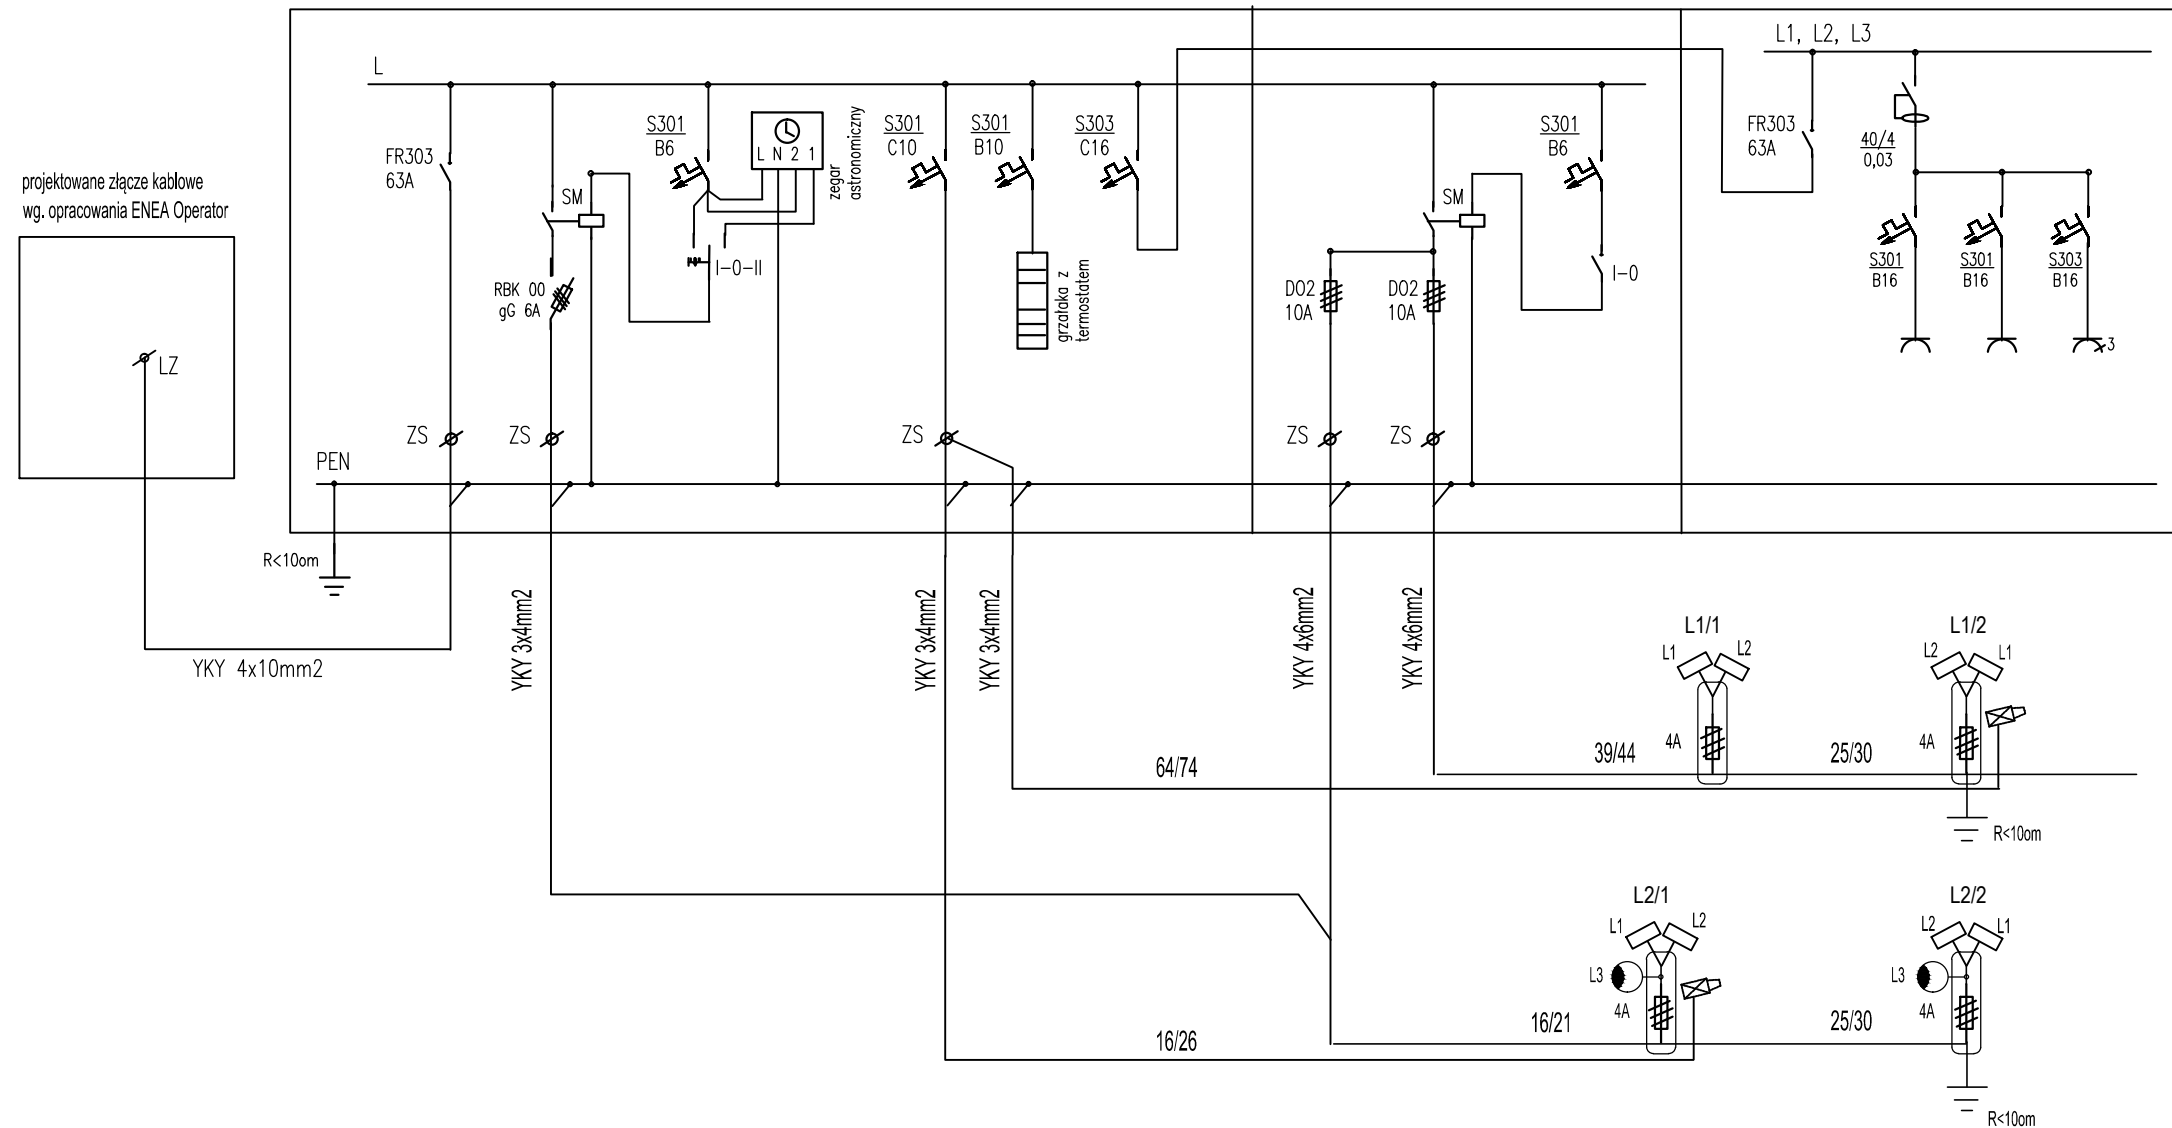 L1, L2, L3
L
S301
B6
L N 2 1
zegar
astronomiczny
S301
C10
S301
B10
S303
C16
S301
B6
FR303
63A
40/4
0,03
FR303
63A
projektowane złącze kablowe
wg. opracowania ENEA Operator
SM
SM
I-0-II
I-0
S301
B16
S301
B16
S303
B16
RBK 00
gG 6A
grzałaka z
termostatem
D02
10A
D02
10A
3
LZ
ZS
ZS
ZS
ZS
ZS
PEN
R<10om
YKY 3x4mm2
YKY 3x4mm2
YKY 3x4mm2
YKY 4x6mm2
YKY 4x6mm2
YKY 4x10mm2
L1/1
L1
L2
L1/2
L2
L1
4A
4A
39/44
25/30
64/74
R<10om
L2/1
L1
L2
L2/2
L2
L1
L3
4A
L3
4A
16/21
25/30
16/26
R<10om